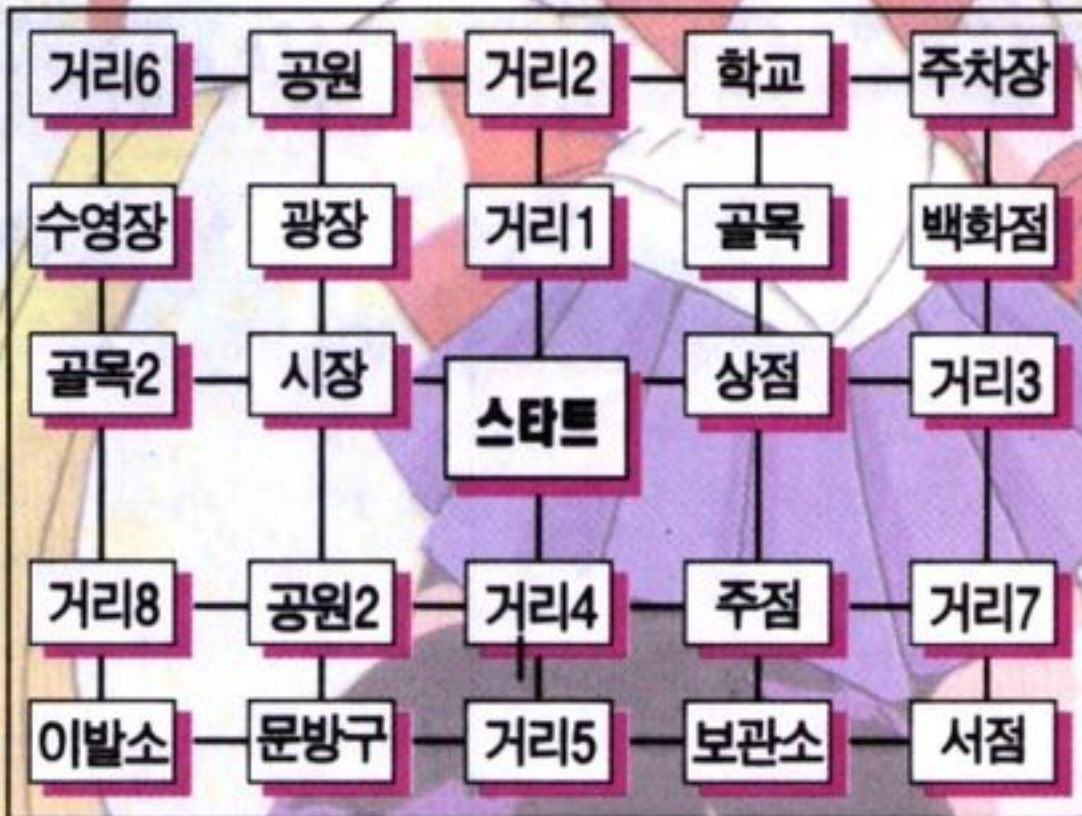 거리6 공원 거리2 학교 주차장
수영장 광장 거리1 골목 백화점
골목2 시장 스타트 상점 거리3
거리8 공원2 거리4 주점 거리7
이발소 문방구 거리5 보관소 서점